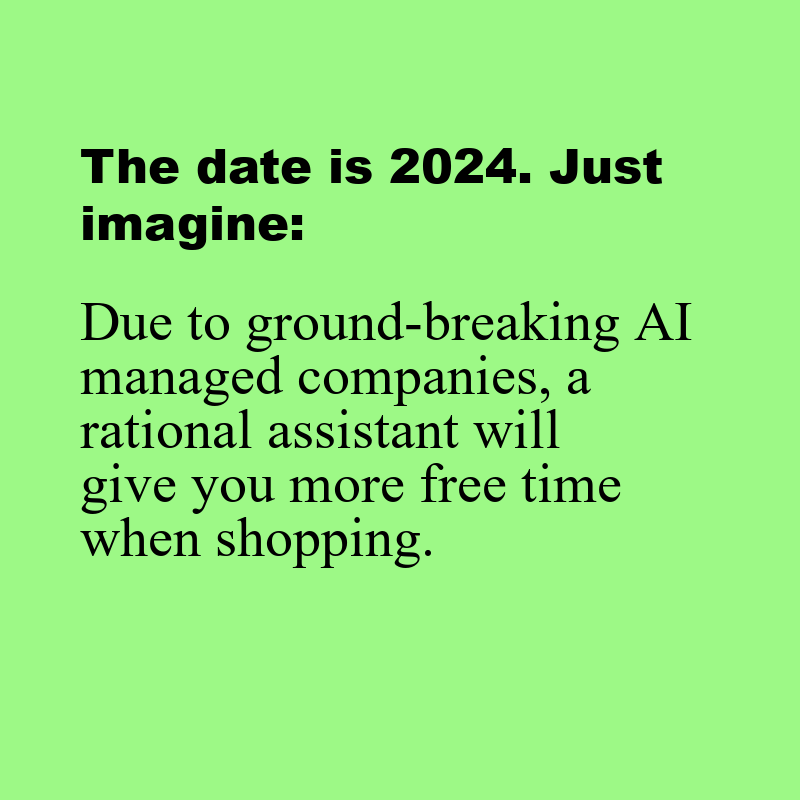 The date is 2024. Just
imagine:
Due to ground-breaking AI
managed companies, a
rational assistant will
give you more free time
when shopping.